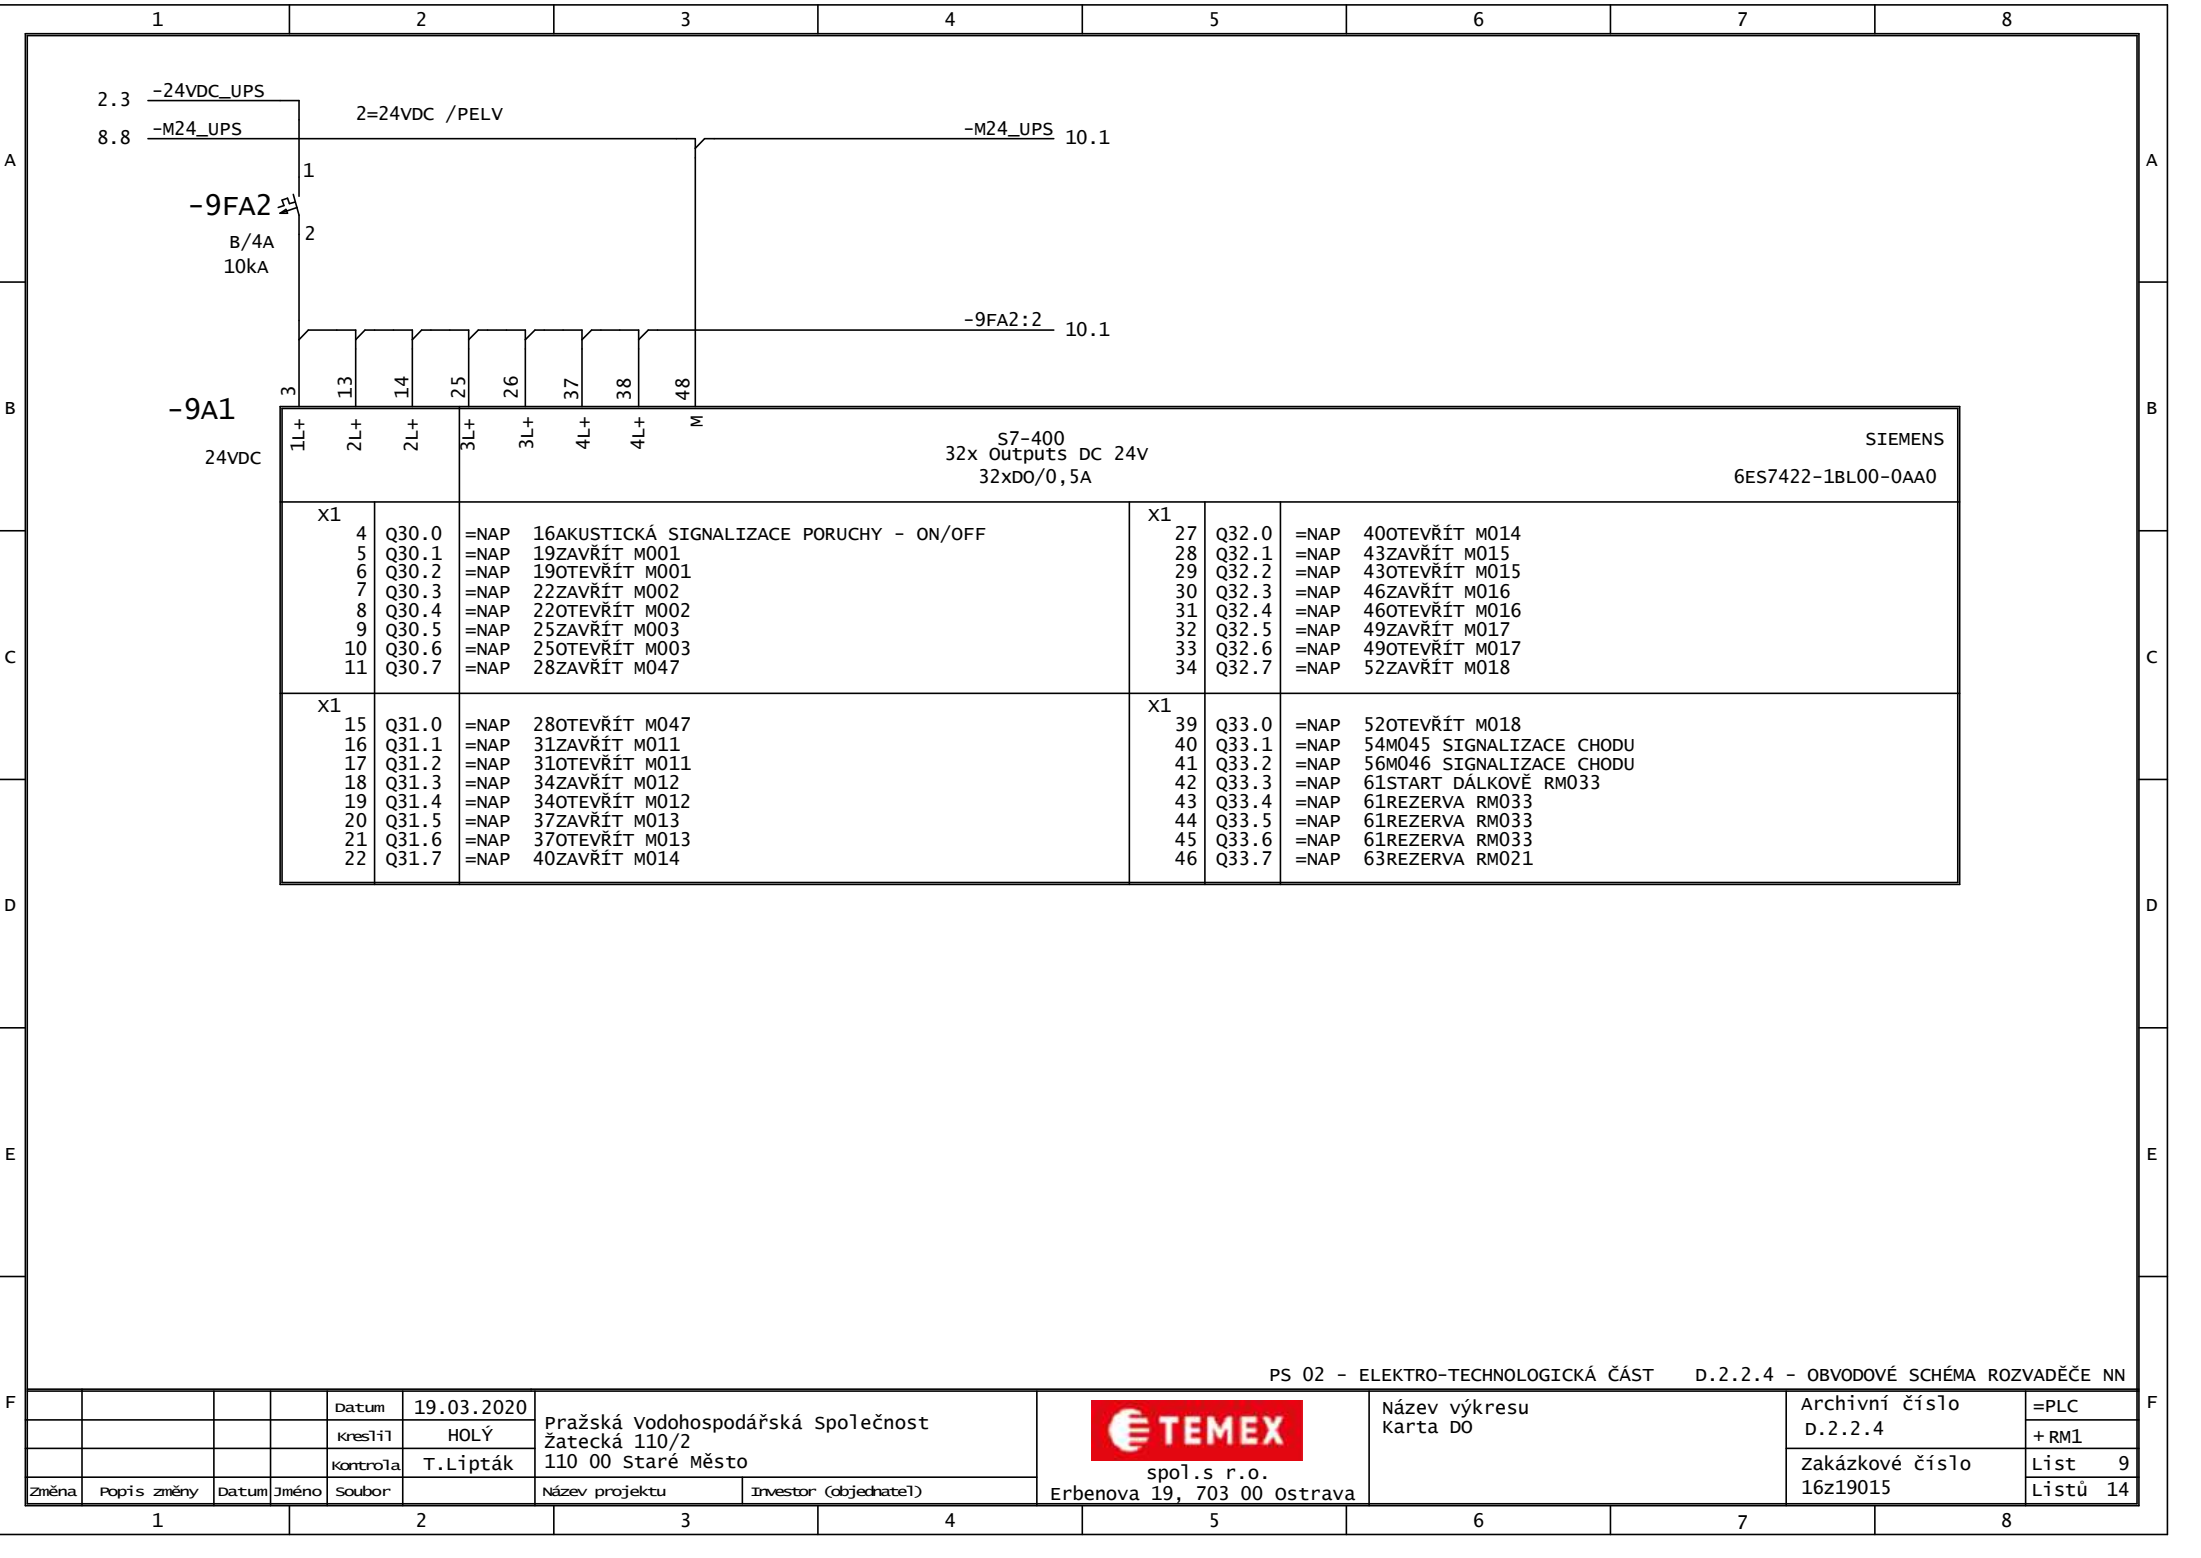 1 2 3 4 5 6 7 8
2.3 -24VDC_UPS
2=24VDC /PELV
8.8 -M24_UPS
-M24_UPS 10.1
A A
1
-9FA2
2
B/4A
10kA
-9FA2:2 10.1
3 13 14 25 26 37 38 48
B B
-9A1
1L+ 2L+ 2L+ 3L+ 3L+ 4L+ 4L+ M
24VDC
S7-400
32x Outputs DC 24V
32xDO/0,5A
SIEMENS
6ES7422-1BL00-0AA0
X1
4 Q30.0 =NAP 16AKUSTICKÁ SIGNALIZACE PORUCHY - ON/OFF
5 Q30.1 =NAP 19ZAVŘÍT M001
6 Q30.2 =NAP 19OTEVŘÍT M001
7 Q30.3 =NAP 22ZAVŘÍT M002
8 Q30.4 =NAP 22OTEVŘÍT M002
9 Q30.5 =NAP 25ZAVŘÍT M003
10 Q30.6 =NAP 25OTEVŘÍT M003
11 Q30.7 =NAP 28ZAVŘÍT M047
X1
27 Q32.0 =NAP 40OTEVŘÍT M014
28 Q32.1 =NAP 43ZAVŘÍT M015
29 Q32.2 =NAP 43OTEVŘÍT M015
30 Q32.3 =NAP 46ZAVŘÍT M016
31 Q32.4 =NAP 46OTEVŘÍT M016
32 Q32.5 =NAP 49ZAVŘÍT M017
33 Q32.6 =NAP 49OTEVŘÍT M017
34 Q32.7 =NAP 52ZAVŘÍT M018
C C
X1
15 Q31.0 =NAP 28OTEVŘÍT M047
16 Q31.1 =NAP 31ZAVŘÍT M011
17 Q31.2 =NAP 31OTEVŘÍT M011
18 Q31.3 =NAP 34ZAVŘÍT M012
19 Q31.4 =NAP 34OTEVŘÍT M012
20 Q31.5 =NAP 37ZAVŘÍT M013
21 Q31.6 =NAP 37OTEVŘÍT M013
22 Q31.7 =NAP 40ZAVŘÍT M014
X1
39 Q33.0 =NAP 52OTEVŘÍT M018
40 Q33.1 =NAP 54M045 SIGNALIZACE CHODU
41 Q33.2 =NAP 56M046 SIGNALIZACE CHODU
42 Q33.3 =NAP 61START DÁLKOVĚ RM033
43 Q33.4 =NAP 61REZERVA RM033
44 Q33.5 =NAP 61REZERVA RM033
45 Q33.6 =NAP 61REZERVA RM033
46 Q33.7 =NAP 63REZERVA RM021
D D
E E
PS 02 - ELEKTRO-TECHNOLOGICKÁ ČÁST D.2.2.4 - OBVODOVÉ SCHÉMA ROZVADĚČE NN
F F
Datum 19.03.2020
Kreslil HOLÝ
Kontrola T.Lipták
Změna Popis změny Datum Jméno Soubor
Pražská Vodohospodářská Společnost
Žatecká 110/2
110 00 Staré Město
Název projektu Investor (objednatel)
TEMEX
spol.s r.o.
Erbenova 19, 703 00 Ostrava
Název výkresu
Karta DO
Archivní číslo
D.2.2.4
Zakázkové číslo
16z19015
=PLC
+ RM1
List 9
Listů 14
1 2 3 4 5 6 7 8